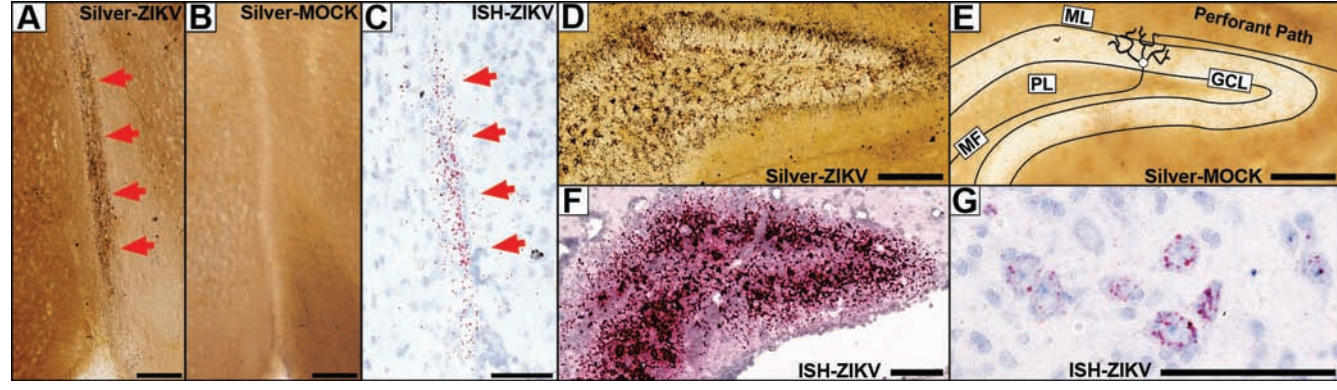 A
Silver-ZIKV
B
Silver-MOCK
C
ISH-ZIKV
D
Silver-ZIKV
E
ML
Perforant Path
PL
GCL
MF
Silver-MOCK
F
ISH-ZIKV
G
ISH-ZIKV